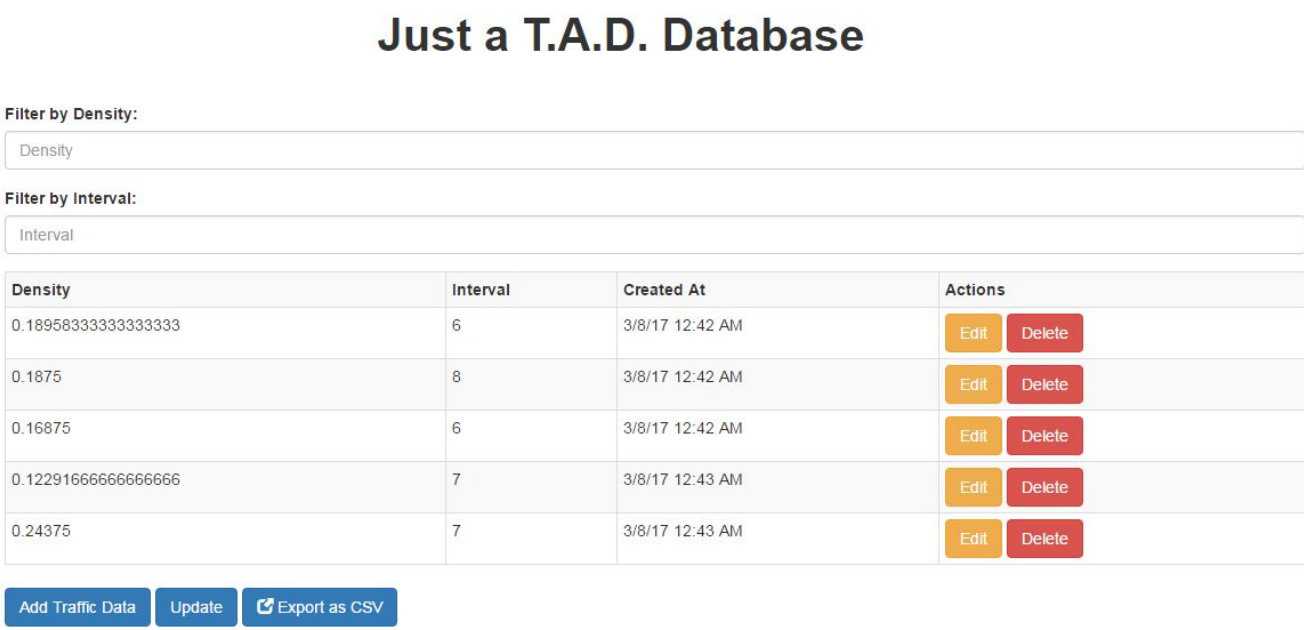 Just a T.A.D. Database
Filter by Density:
Density
Filter by Interval:
Interval
Density Interval Created At Actions
0.18958333333333333 6 3/8/17 12:42 AM Edit Delete
0.1875 8 3/8/17 12:42 AM Edit Delete
0.16875 6 3/8/17 12:42 AM Edit Delete
0.12291666666666666 7 3/8/17 12:43 AM Edit Delete
0.24375 7 3/8/17 12:43 AM Edit Delete
Add Traffic Data Update Export as CSV